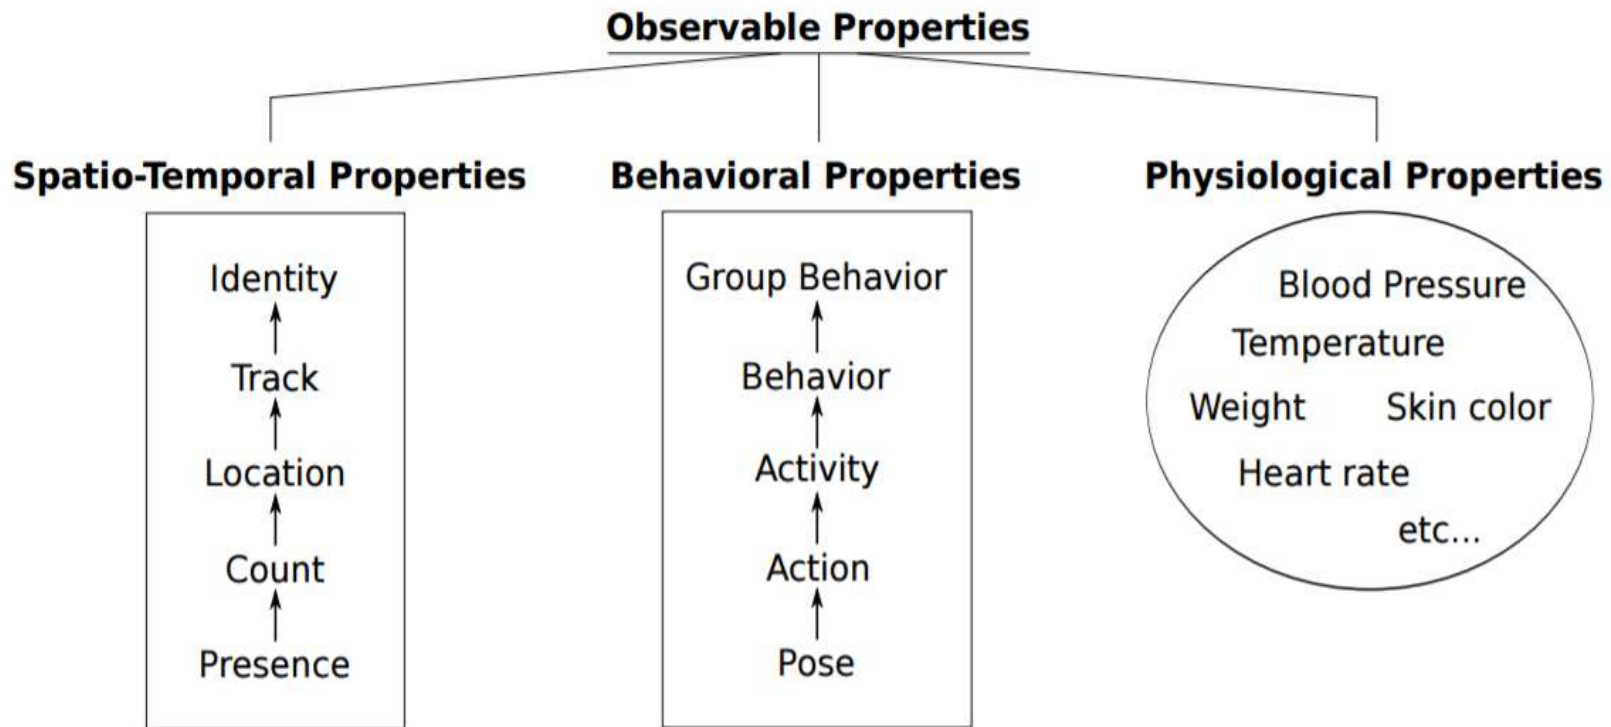 Observable Properties
Spatio-Temporal Properties
Identity
Track
Location
Count
Presence
Behavioral Properties
Group Behavior
Behavior
Activity
Action
Pose
Physiological Properties
Blood Pressure
Temperature
Weight Skin color
Heart rate
etc...